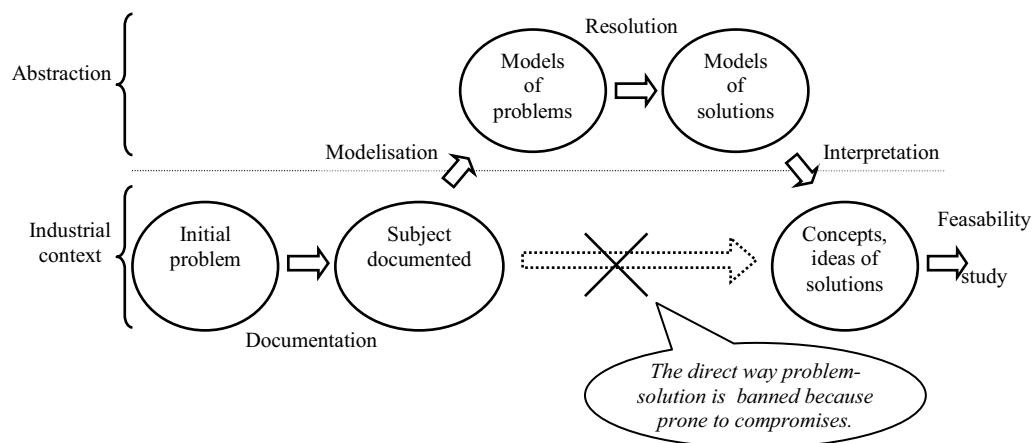 Resolution
Abstraction
Models
of
problems
Models
of
solutions
Modelisation
Interpretation
Industrial
context
Initial
problem
Subject
documented
Concepts,
ideas of
solutions
Feasability
study
Documentation
The direct way problem-
solution is banned because
prone to compromises.